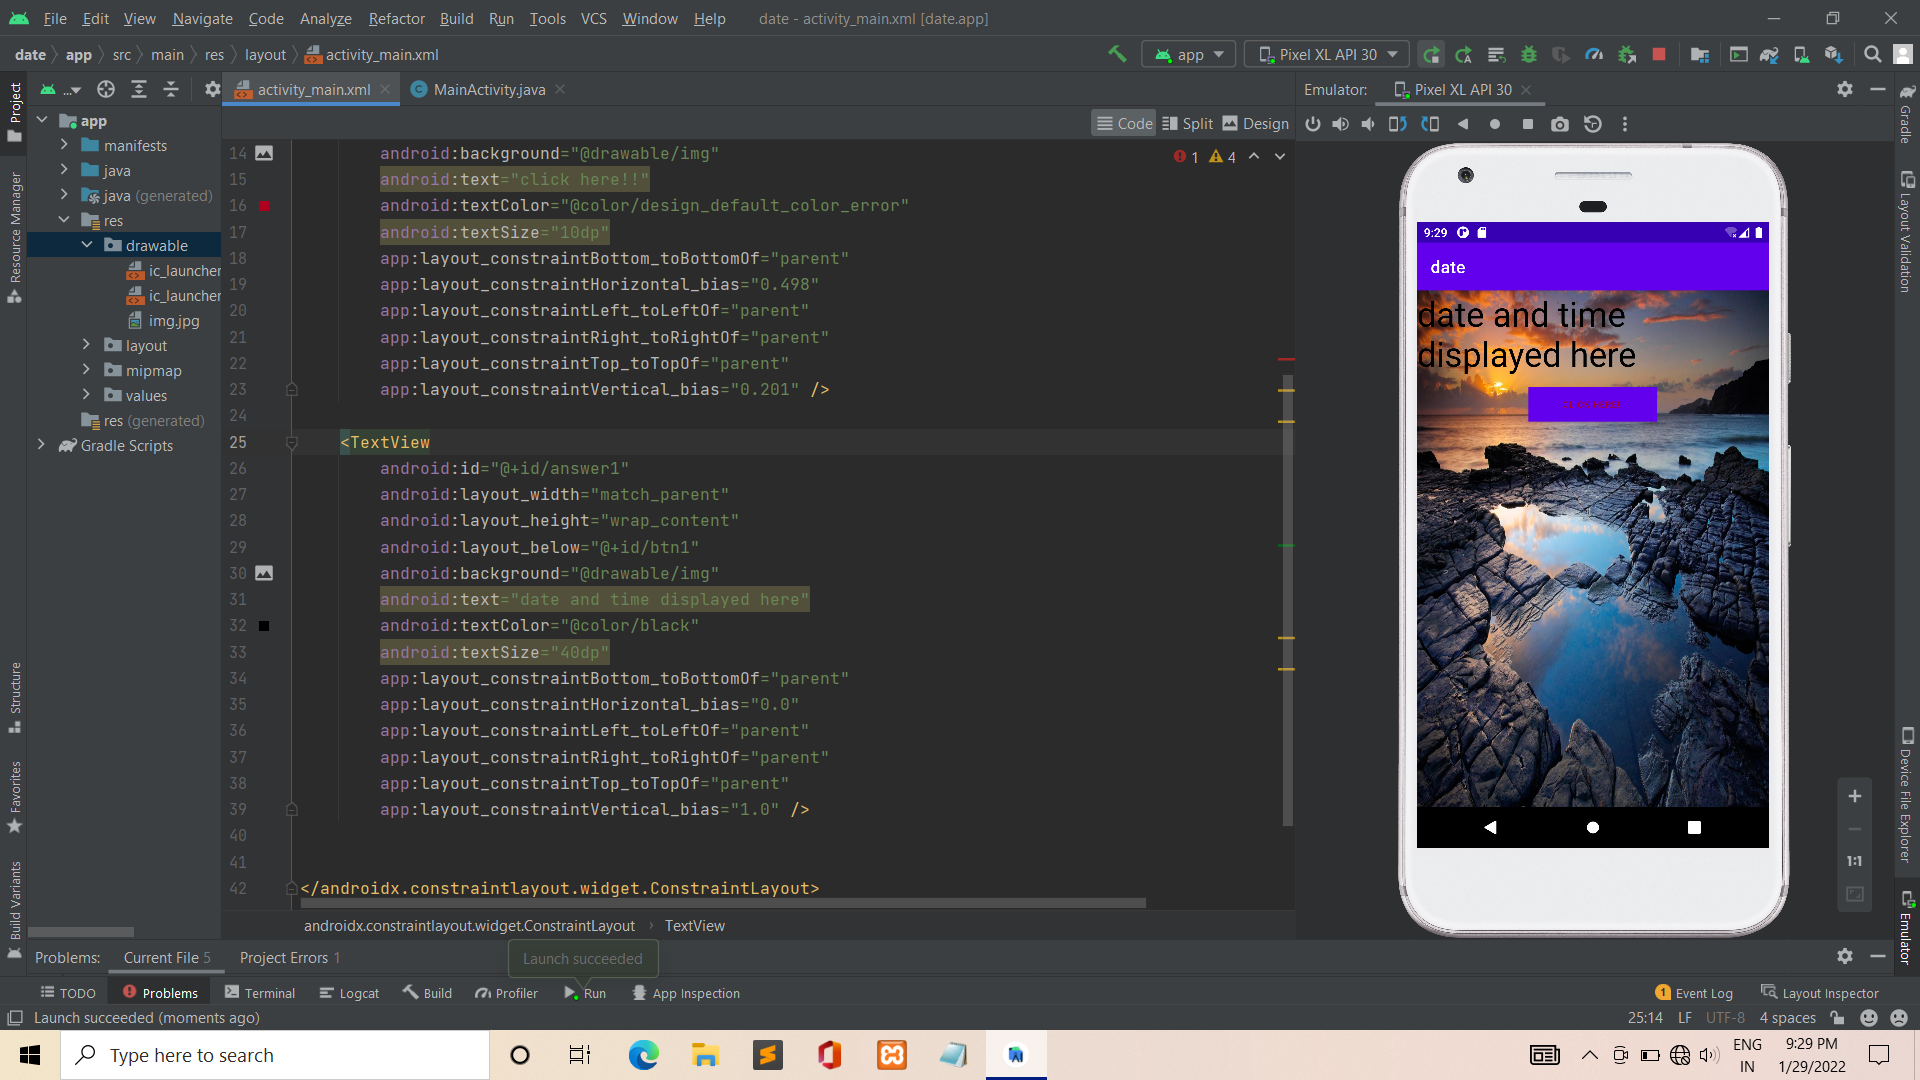 File Edit View Navigate Code Analyze Refactor Build Run Tools VCS Window Help date - activity_main.xml [date.app]
date app src main res layout activity_main.xml app Pixel XL API 30
Project ... activity_main.xml MainActivity.java Emulator: Pixel XL API 30
Code Split Design
app
manifests
java
java (generated)
res
drawable
ic_launcher
ic_launcher
img.jpg
layout
mipmap
values
res (generated)
Gradle Scripts
Resource Manager
Structure
Favorites
Build Variants
1 4
14 android:background="@drawable/img"
15 android:text="click here!!"
16 android:textColor="@color/design_default_color_error"
17 android:textSize="10dp"
18 app:layout_constraintBottom_toBottomOf="parent"
19 app:layout_constraintHorizontal_bias="0.498"
20 app:layout_constraintLeft_toLeftOf="parent"
21 app:layout_constraintRight_toRightOf="parent"
22 app:layout_constraintTop_toTopOf="parent"
23 app:layout_constraintVertical_bias="0.201" />
24
25 <TextView
26 android:id="@+id/answer1"
27 android:layout_width="match_parent"
28 android:layout_height="wrap_content"
29 android:layout_below="@+id/btn1"
30 android:background="@drawable/img"
31 android:text="date and time displayed here"
32 android:textColor="@color/black"
33 android:textSize="40dp"
34 app:layout_constraintBottom_toBottomOf="parent"
35 app:layout_constraintHorizontal_bias="0.0"
36 app:layout_constraintLeft_toLeftOf="parent"
37 app:layout_constraintRight_toRightOf="parent"
38 app:layout_constraintTop_toTopOf="parent"
39 app:layout_constraintVertical_bias="1.0" />
40
41
42 </androidx.constraintlayout.widget.ConstraintLayout>
androidx.constraintlayout.widget.ConstraintLayout TextView
9:29
date
date and time
displayed here
1:1
Gradle
Layout Validation
Device File Explorer
Emulator
Problems: Current File 5 Project Errors 1
Launch succeeded
TODO Problems Terminal Logcat Build Profiler Run App Inspection 1 Event Log Layout Inspector
Launch succeeded (moments ago) 25:14 LF UTF-8 4 spaces
Type here to search
ENG
IN
9:29 PM
1/29/2022